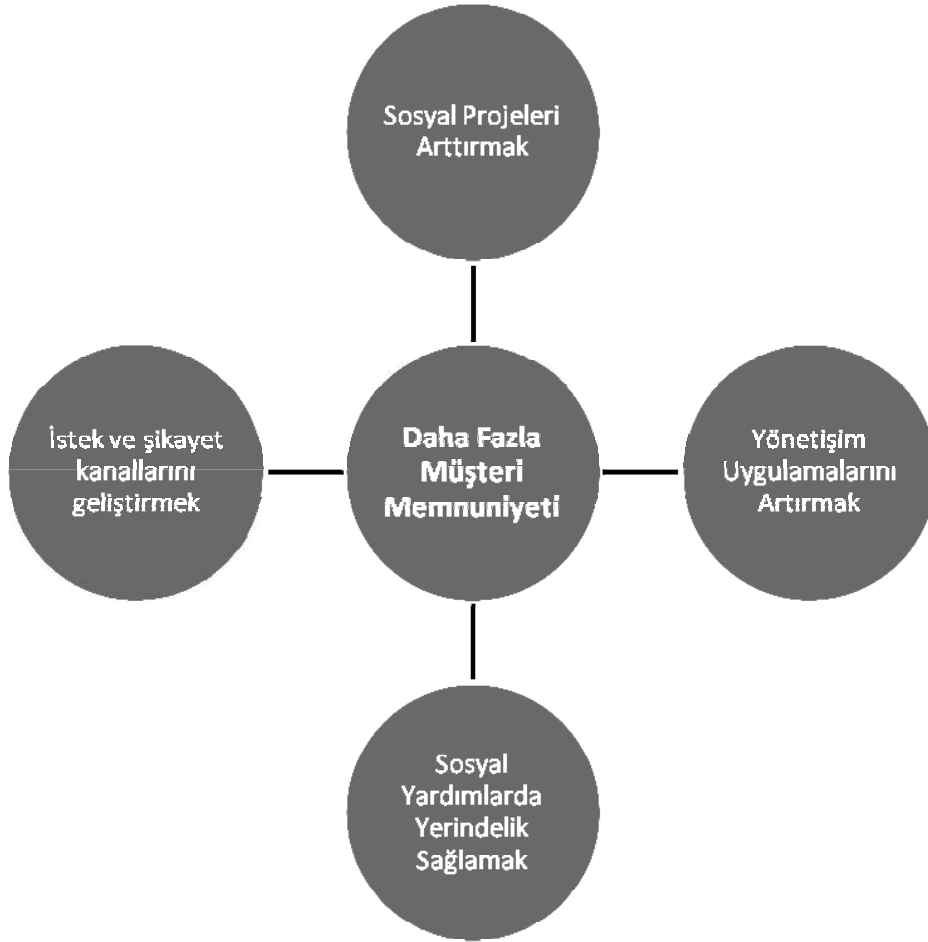 Sosyal Projeleri
Arttırmak
İstek ve şikayet
kanallarını
geliştirmek
Daha Fazla
Müşteri
Memnuniyeti
Yönetişim
Uygulamalarını
Artırmak
Sosyal
Yardımlarda
Yerindelik
Sağlamak